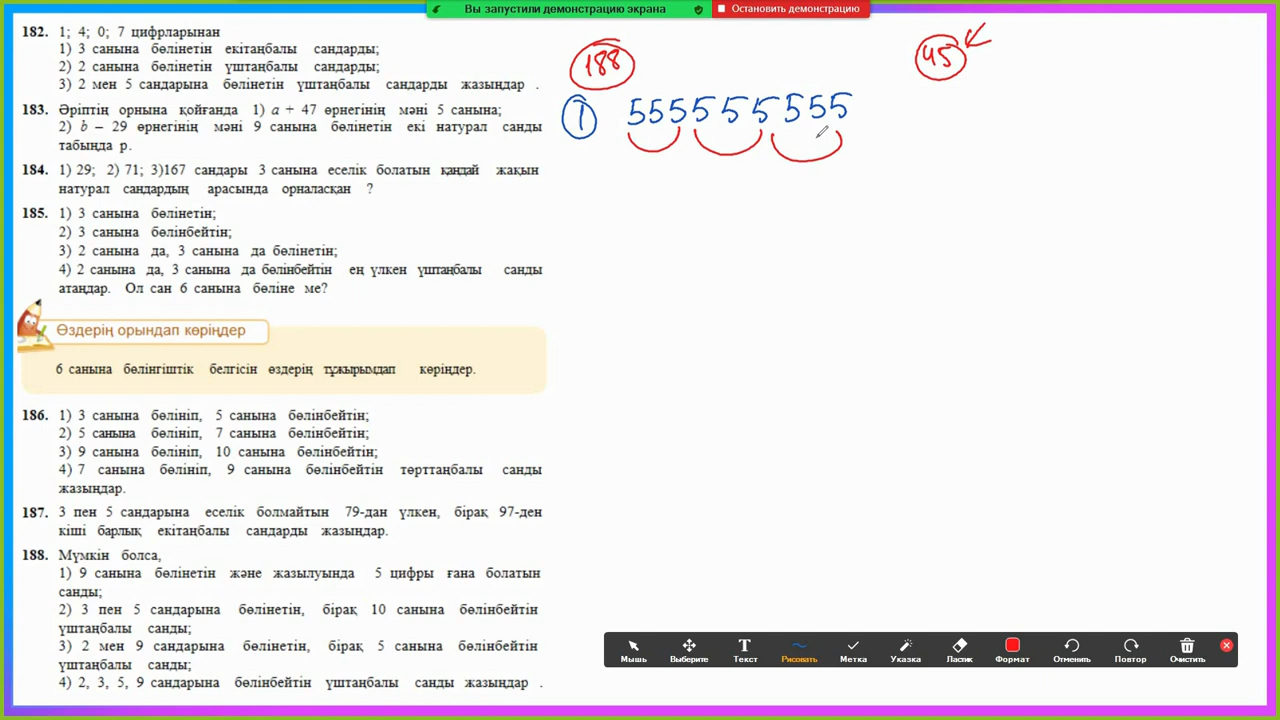 Вы запустили демонстрацию экрана
Остановить демонстрацию
182. 1; 4; 0; 7 цифрларынан
1) 3 санына бөлінетін екітаңбалы сандарды;
2) 2 санына бөлінетін үштаңбалы сандарды;
3) 2 мен 5 сандарына бөлінетін үштаңбалы сандарды жазыңдар .
183. Әріптің орнына қойғанда 1) a + 47 өрнегінің мәні 5 санына;
2) b – 29 өрнегінің мәні 9 санына бөлінетін екі натурал санды
табыңда р.
184. 1) 29; 2) 71; 3)167 сандары 3 санына еселік болатын қандай жақын
натурал сандардың арасында орналасқан ?
185. 1) 3 санына бөлінетін;
2) 3 санына бөлінбейтін;
3) 2 санына да, 3 санына да бөлінетін;
4) 2 санына да, 3 санына да бөлінбейтін ең үлкен үштаңбалы санды
атаңдар. Ол сан 6 санына бөліне ме?
Өздерің орындап көріңдер
6 санына бөлінгіштік белгісін өздерің тұжырымдап көріңдер.
186. 1) 3 санына бөлініп, 5 санына бөлінбейтін;
2) 5 санына бөлініп, 7 санына бөлінбейтін;
3) 9 санына бөлініп, 10 санына бөлінбейтін;
4) 7 санына бөлініп, 9 санына бөлінбейтін төрттаңбалы санды
жазыңдар.
187. 3 пен 5 сандарына еселік болмайтын 79-дан үлкен, бірақ 97-ден
кіші барлық екітаңбалы сандарды жазыңдар.
188. Мүмкін болса,
1) 9 санына бөлінетін және жазылуында 5 цифры ғана болатын
санды;
2) 3 пен 5 сандарына бөлінетін, бірақ 10 санына бөлінбейтін
үштаңбалы санды;
3) 2 мен 9 сандарына бөлінетін, бірақ 5 санына бөлінбейтін
үштаңбалы санды;
4) 2, 3, 5, 9 сандарына бөлінбейтін үштаңбалы санды жазыңдар .
188
45
1 555555555
Мышь Выберите Текст Рисовать Метка Указка Ластик Формат Отменить Повтор Очистить